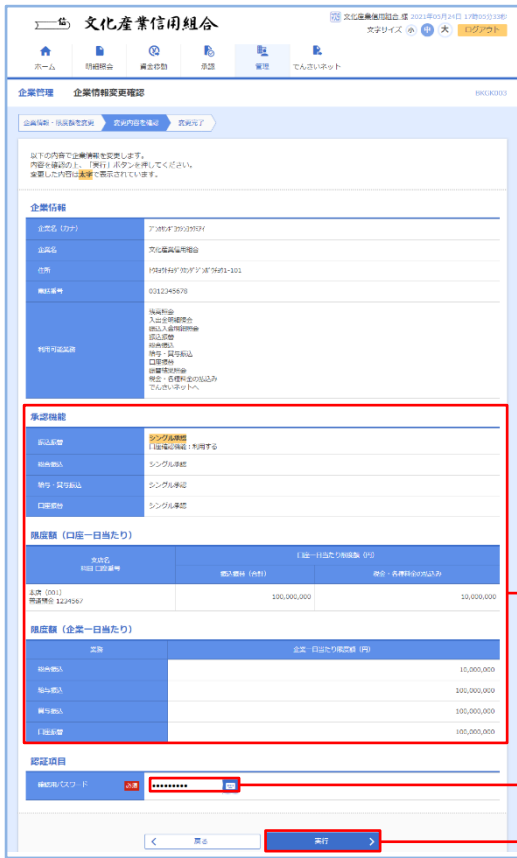 文化産業信用組合
文化産業信用組合 様 2021年05月24日 17時05分33秒
文字サイズ 小 中 大 ログアウト
ホーム 明細照会 資金移動 承認 管理 でんさいネット
企業管理 企業情報変更確認 BKGK003
企業情報・限度額を変更 変更内容を確認 変更完了
以下の内容で企業情報を変更します。
内容を確認の上、「実行」ボタンを押してください。
変更した内容は太字で表示されています。
企業情報
企業名（カナ）
企業名 文化産業信用組合
住所
電話番号 0312345678
利用可能業務
残高照会
入出金明細照会
振込入金明細照会
振込振替
総合振込
給与・賞与振込
口座振替
振替結果照会
税金・各種料金の払込み
でんさいネットへ
承認機能
振込振替 シングル承認
口座確認機能：利用する
総合振込 シングル承認
給与・賞与振込 シングル承認
口座振替 シングル承認
限度額（口座一日当たり）
支店名
科目 口座番号
口座一日当たり限度額（円）
振込振替（合計） 税金・各種料金の払込み
本店（001）
普通預金 1234567
100,000,000 10,000,000
限度額（企業一日当たり）
業務 企業一日当たり限度額（円）
総合振込 10,000,000
給与振込 100,000,000
賞与振込 100,000,000
口座振替 100,000,000
認証項目
確認用パスワード 必須 •••••••••
戻る 実行